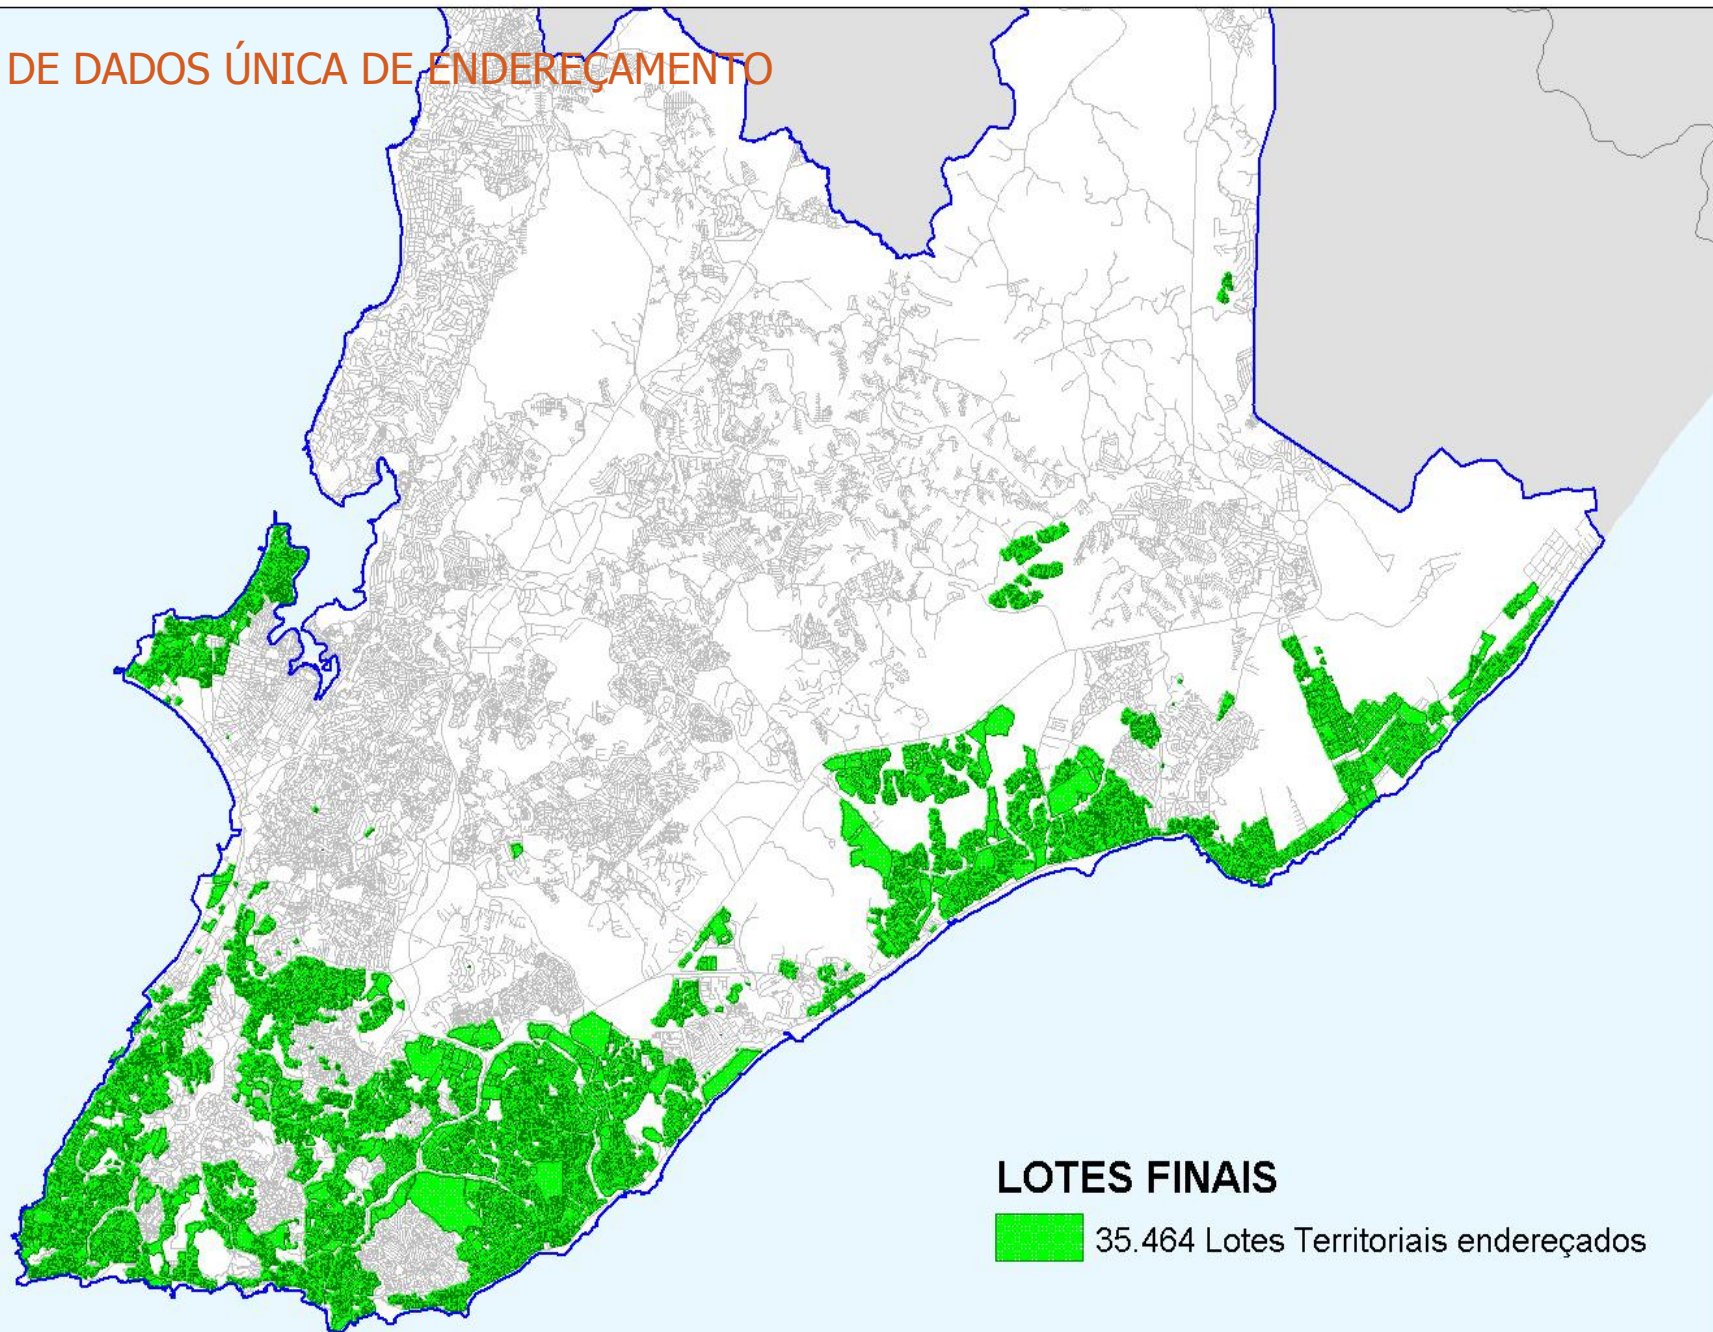 DE DADOS ÚNICA DE ENDEREÇAMENTO
LOTES FINAIS
35.464 Lotes Territoriais endereçados